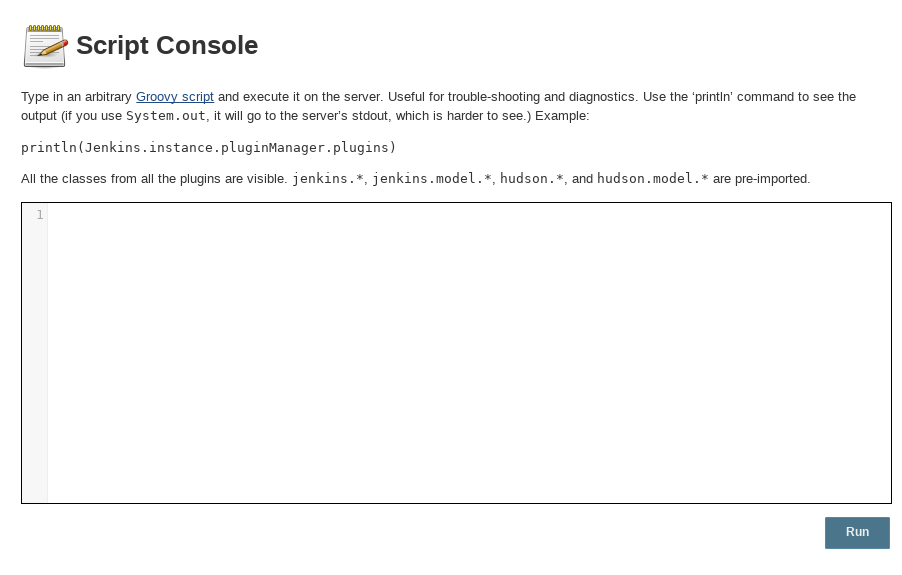 Script Console
Type in an arbitrary Groovy script and execute it on the server. Useful for trouble-shooting and diagnostics. Use the ‘println’ command to see the
output (if you use System.out, it will go to the server’s stdout, which is harder to see.) Example:
println(Jenkins.instance.pluginManager.plugins)
All the classes from all the plugins are visible. jenkins.*, jenkins.model.*, hudson.*, and hudson.model.* are pre-imported.
1
Run